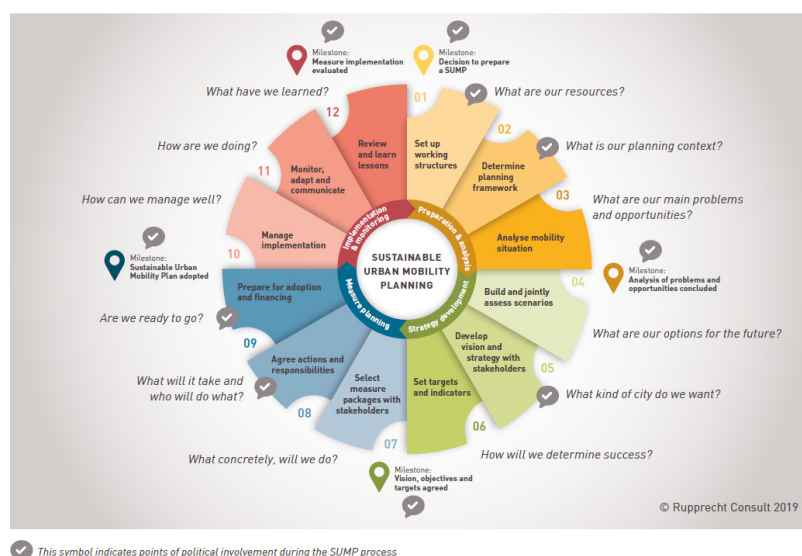 Milestone:
Measure implementation
evaluated
Milestone:
Decision to prepare
a SUMP
What have we learned?
What are our resources?
How are we doing?
What is our planning context?
How can we manage well?
What are our main problems
and opportunities?
01
Set up
working
structures
02
Determine
planning
framework
03
Analyse mobility
situation
Milestone:
Analysis of problems and
opportunities concluded
04
Build and jointly
assess scenarios
What are our options for the future?
05
Develop
vision and
strategy with
stakeholders
What kind of city do we want?
06
Set targets
and indicators
How will we determine success?
Milestone:
Vision, objectives and
targets agreed
07
Select
measure
packages with
stakeholders
What concretely, will we do?
08
Agree actions and
responsibilities
What will it take and
who will do what?
09
Prepare for adoption
and financing
Are we ready to go?
Milestone:
Sustainable Urban
Mobility Plan adopted
10
Manage
implementation
11
Monitor,
adapt and
communicate
12
Review
and learn
lessons
Preparation & analysis
Strategy development
Measure planning
Implementation
& monitoring
SUSTAINABLE
URBAN MOBILITY
PLANNING
© Rupprecht Consult 2019
This symbol indicates points of political involvement during the SUMP process